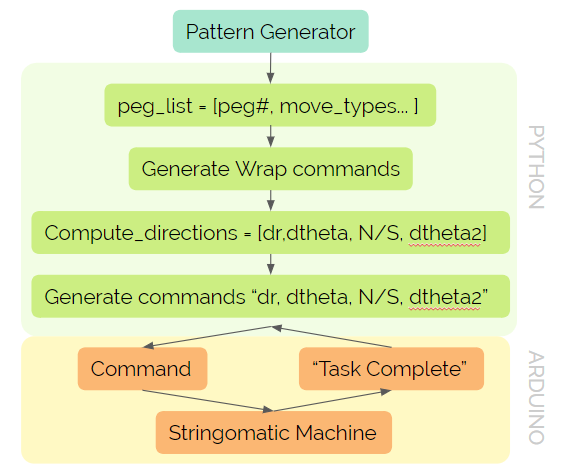 Pattern Generator
peg_list = [peg#, move_types... ]
Generate Wrap commands
Compute_directions = [dr,dtheta, N/S, dtheta2]
Generate commands “dr, dtheta, N/S, dtheta2”
PYTHON
Command
“Task Complete”
Stringomatic Machine
ARDUINO